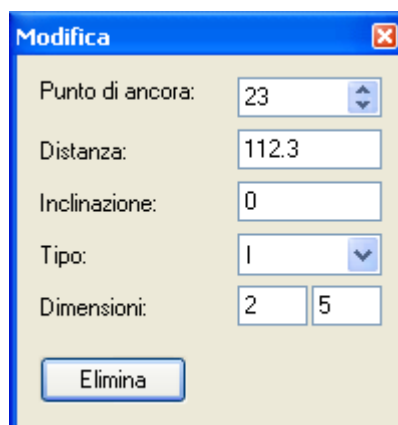 Modifica
Punto di ancora: 23
Distanza: 112.3
Inclinazione: 0
Tipo: I
Dimensioni: 2 5
Elimina